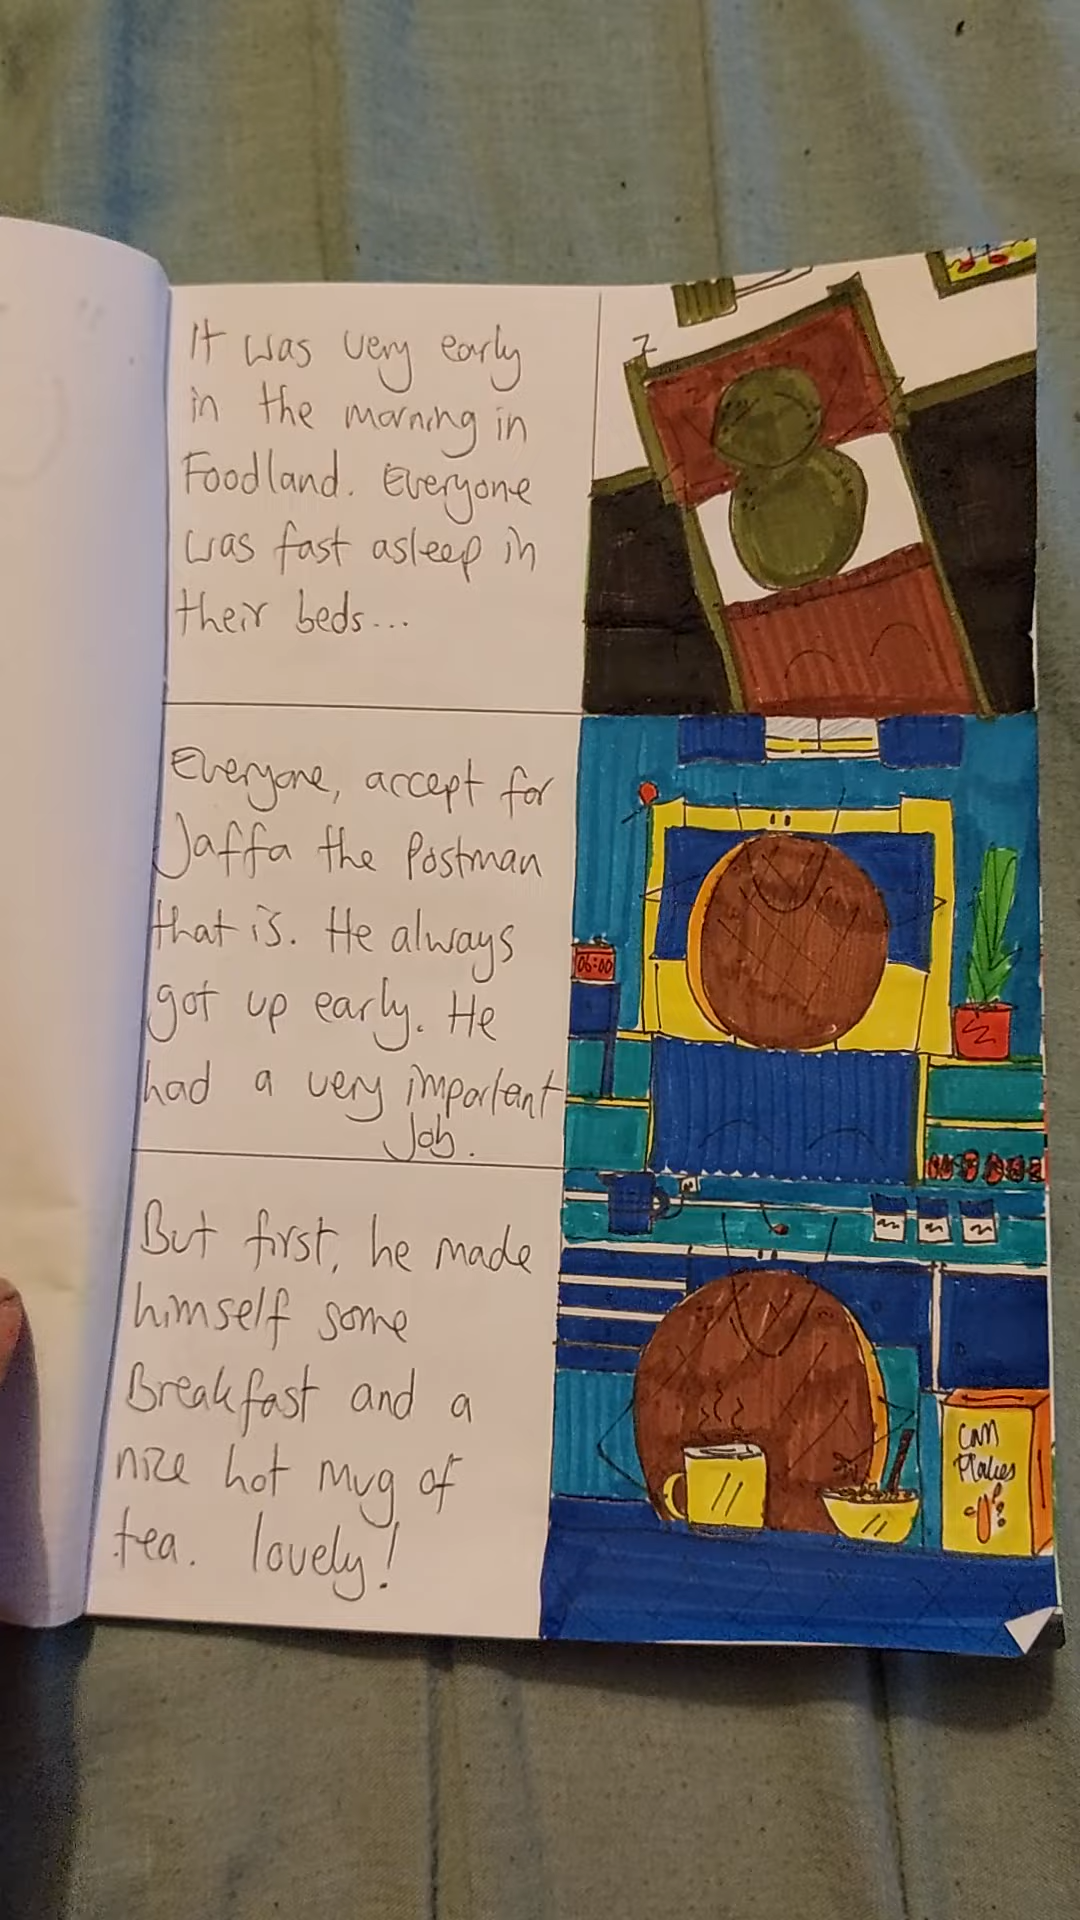 It was very early
in the morning in
Foodland. Everyone
was fast asleep in
their beds...
Z
Everyone, accept for
Jaffa the Postman
that is. He always
got up early. He
had a very important
Job.
06:00
But first, he made
himself some
Breakfast and a
nize hot mug of
tea. lovely!